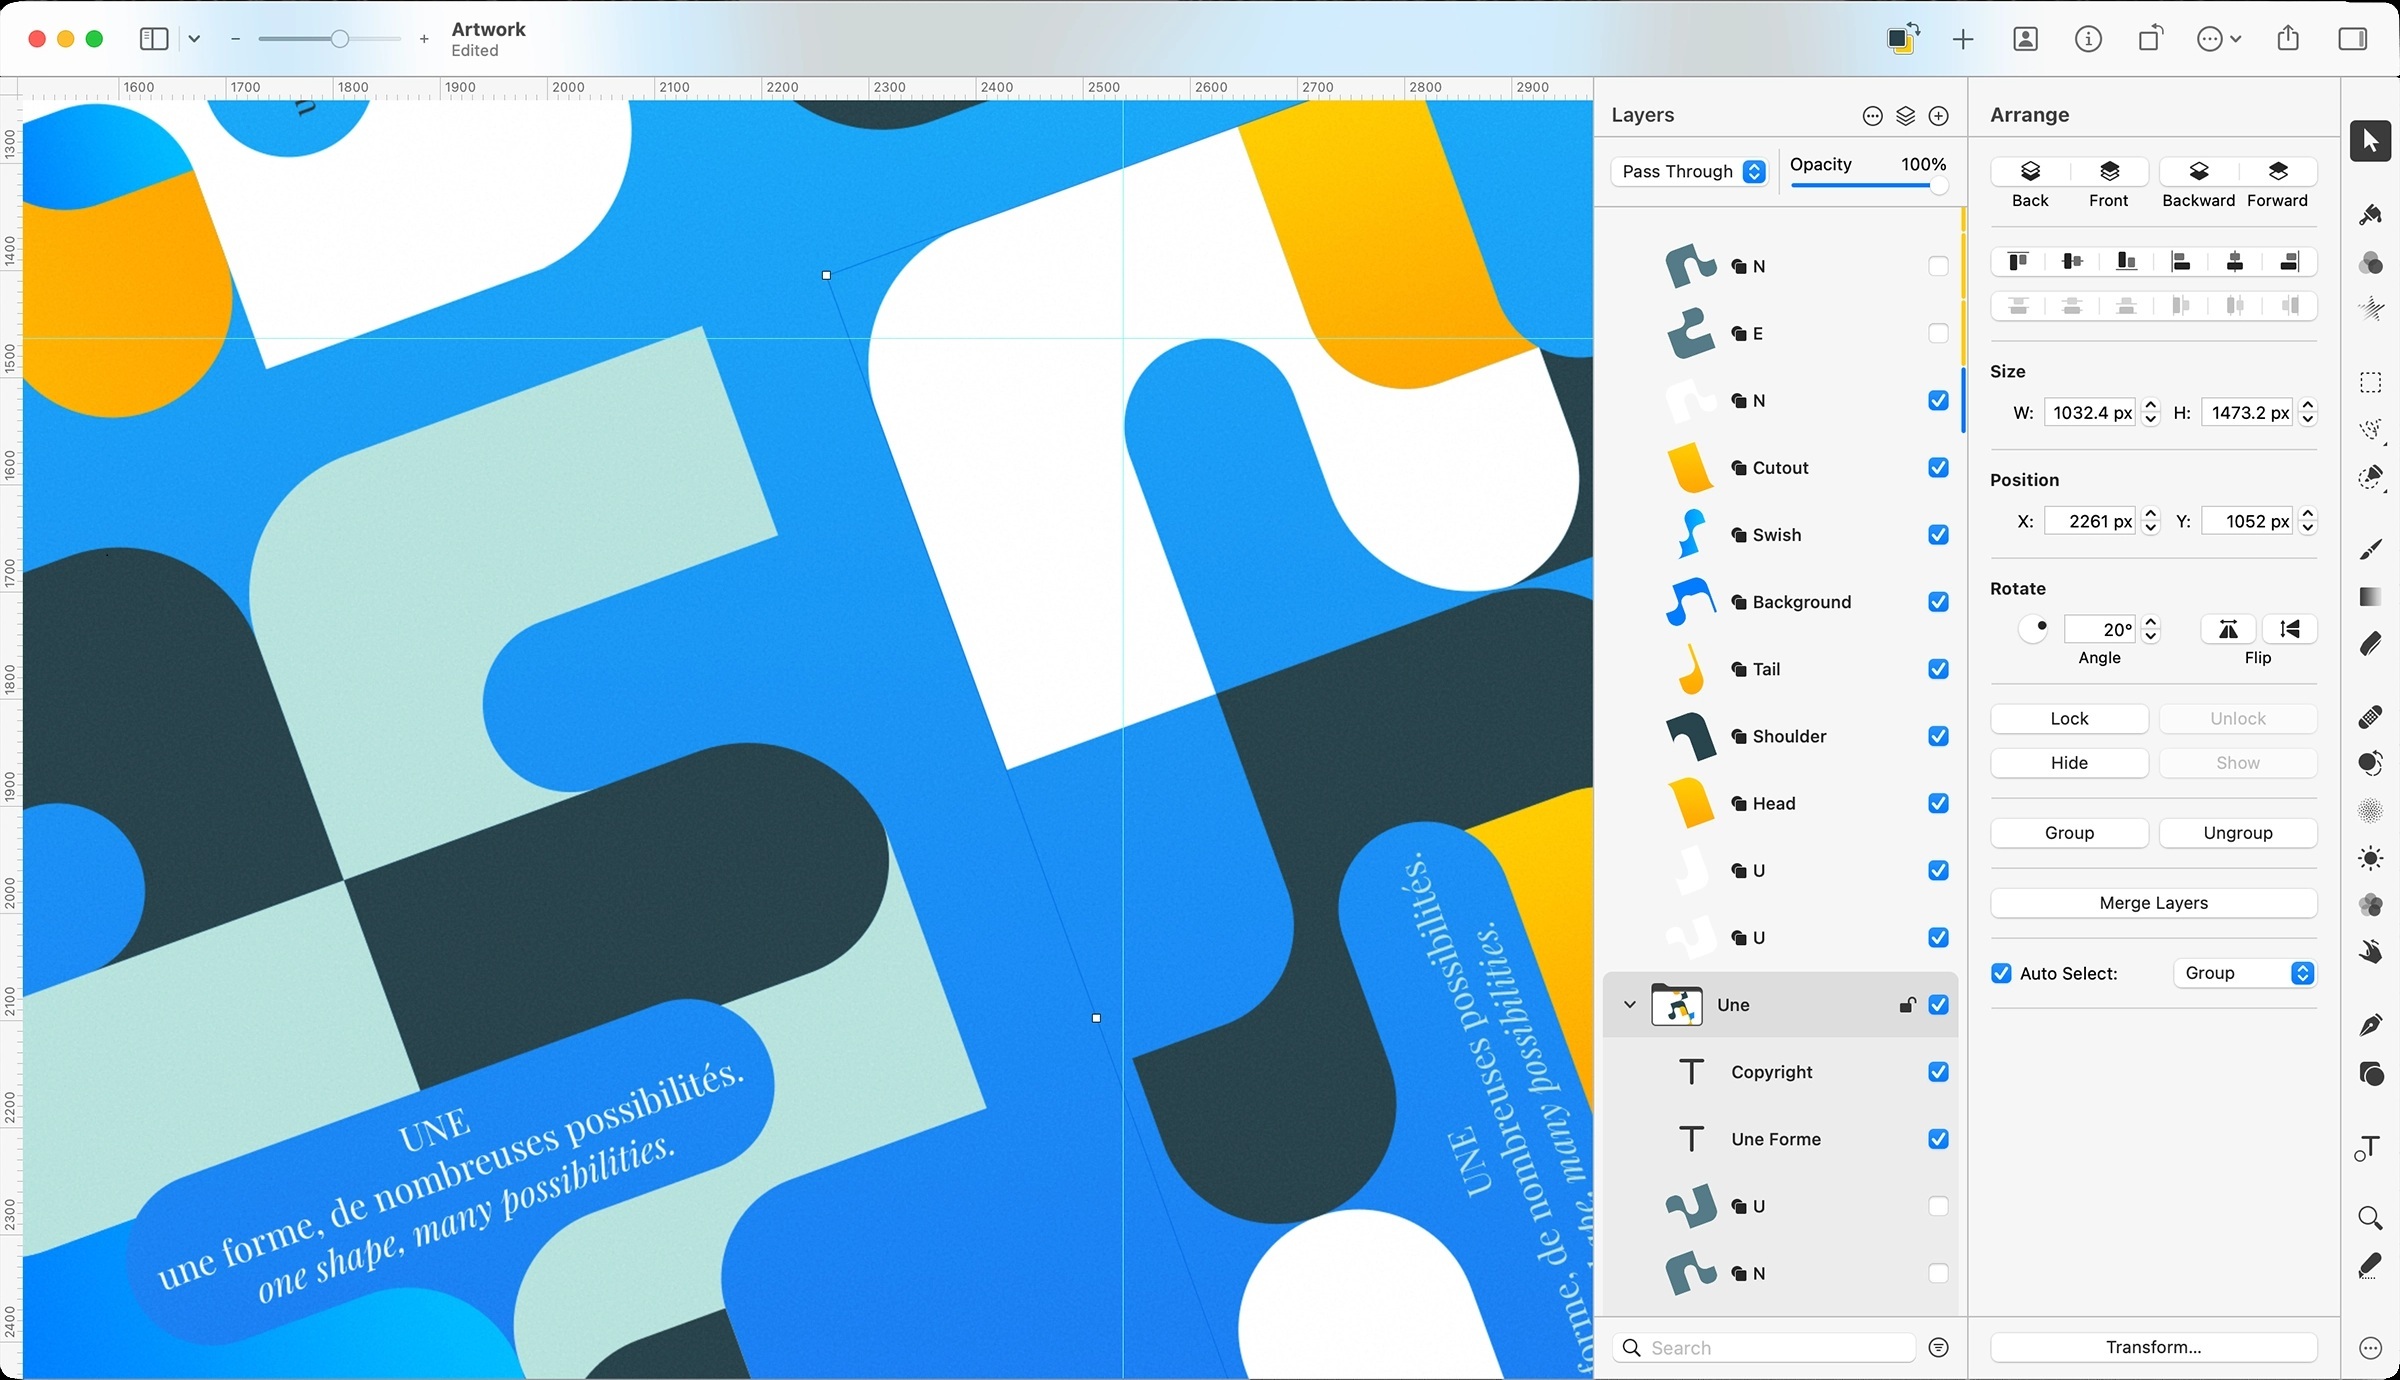 Artwork
Edited
1600 1700 1800 1900 2000 2100 2200 2300 2400 2500 2600 2700 2800 2900
1300
1400
1500
1600
1700
1800
1900
2000
2100
2200
2300
2400
n
UNE
une forme, de nombreuses possibilités.
one shape, many possibilities.
UNE
forme, de nombreuses possibilités.
many possibilities.
Layers
Pass Through
Opacity 100%
N
E
N
Cutout
Swish
Background
Tail
Shoulder
Head
U
U
Une
T Copyright
T Une Forme
U
N
Search
Arrange
Back Front Backward Forward
Size
W: 1032.4 px H: 1473.2 px
Position
X: 2261 px Y: 1052 px
Rotate
20°
Angle Flip
Lock Unlock
Hide Show
Group Ungroup
Merge Layers
Auto Select: Group
Transform...
T